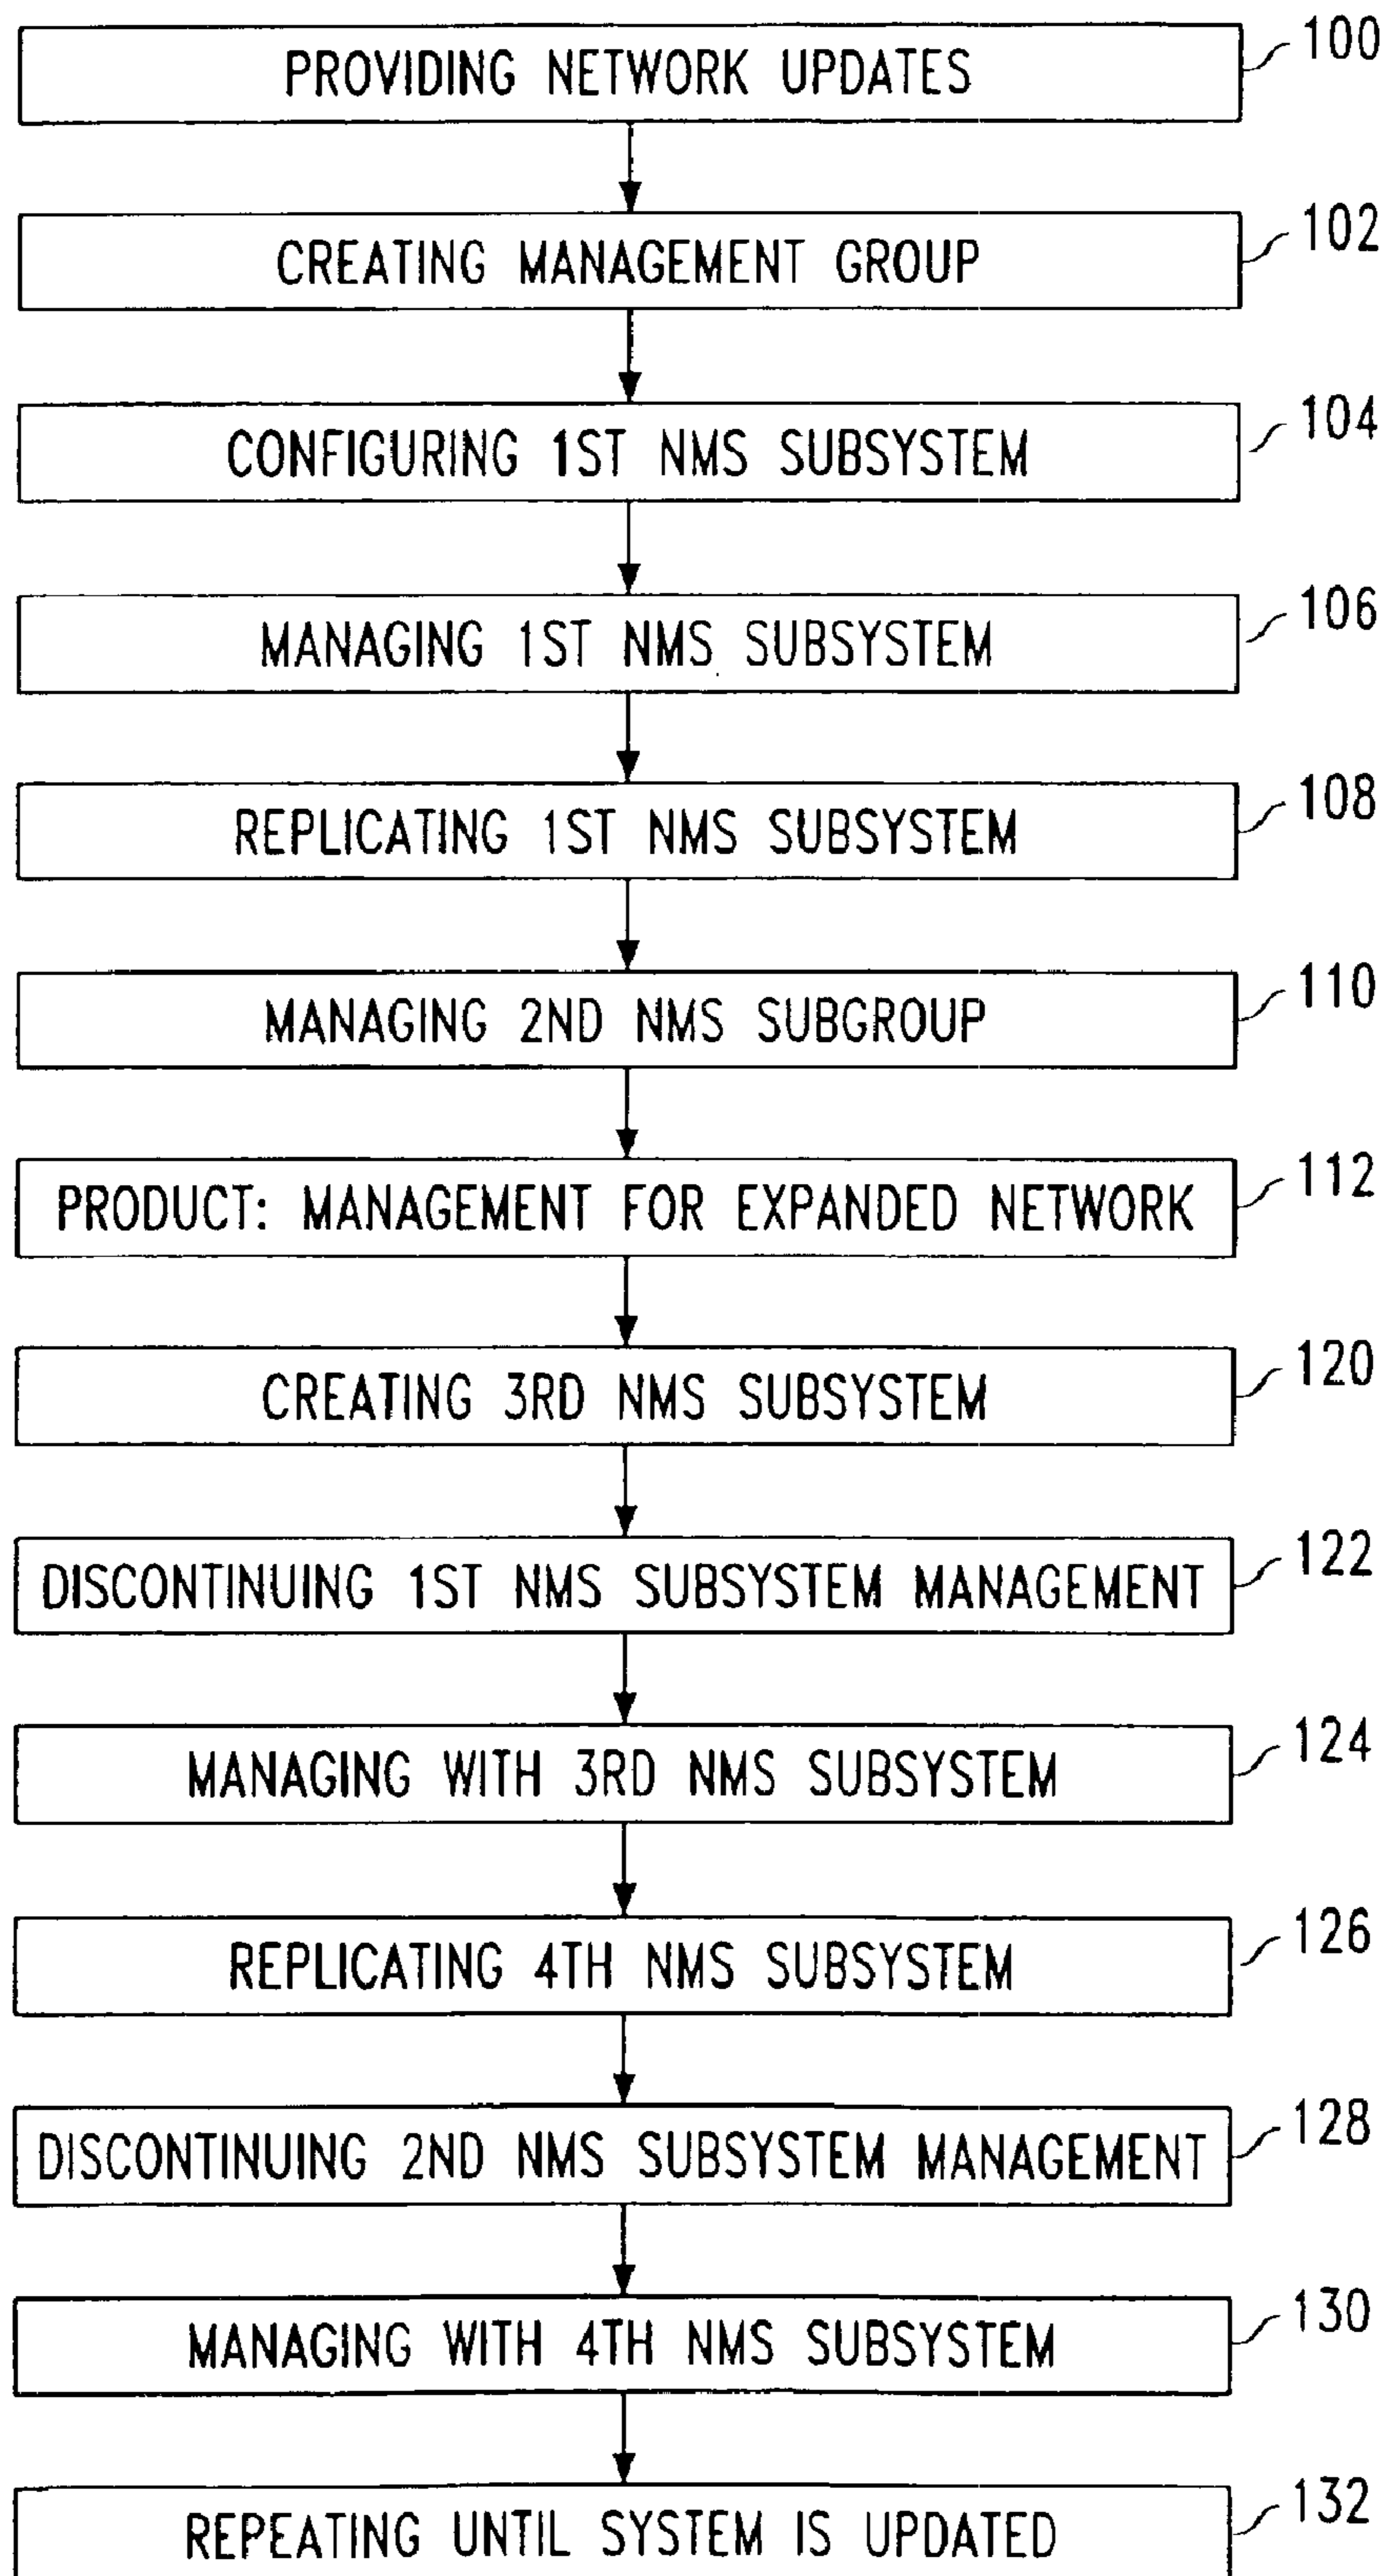 PROVIDING NETWORK UPDATES 100
CREATING MANAGEMENT GROUP 102
CONFIGURING 1ST NMS SUBSYSTEM 104
MANAGING 1ST NMS SUBSYSTEM 106
REPLICATING 1ST NMS SUBSYSTEM 108
MANAGING 2ND NMS SUBGROUP 110
PRODUCT: MANAGEMENT FOR EXPANDED NETWORK 112
CREATING 3RD NMS SUBSYSTEM 120
DISCONTINUING 1ST NMS SUBSYSTEM MANAGEMENT 122
MANAGING WITH 3RD NMS SUBSYSTEM 124
REPLICATING 4TH NMS SUBSYSTEM 126
DISCONTINUING 2ND NMS SUBSYSTEM MANAGEMENT 128
MANAGING WITH 4TH NMS SUBSYSTEM 130
REPEATING UNTIL SYSTEM IS UPDATED 132